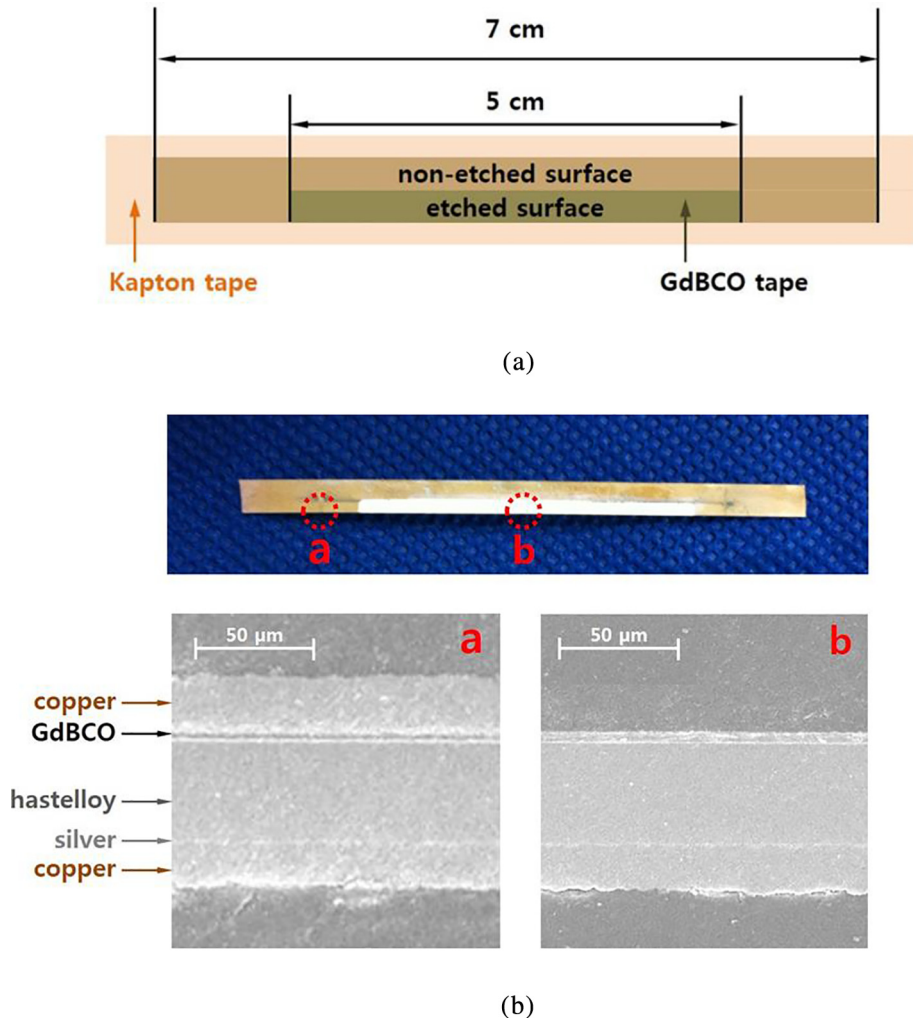 7 cm
5 cm
non-etched surface
etched surface
Kapton tape
GdBCO tape
(a)
a
b
50 μm
a
50 μm
b
copper
GdBCO
hastelloy
silver
copper
(b)